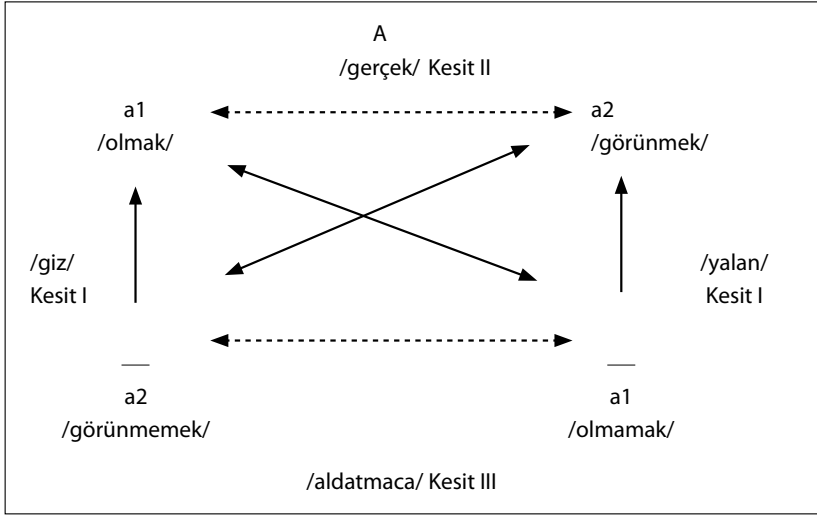 A
/gerçek/ Kesit II
a1
/olmak/
a2
/görünmek/
/giz/
Kesit I
/yalan/
Kesit I
a2
/görünmemek/
a1
/olmamak/
/aldatmaca/ Kesit III